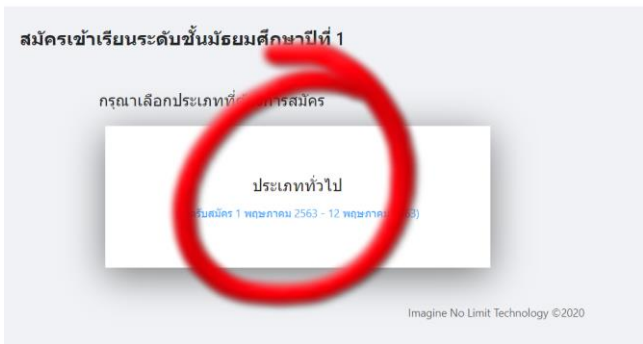 สมัครเข้าเรียนระดับชั้นมัธยมศึกษาปีที่ 1
กรุณาเลือกประเภทที่ การสมัคร
ประเภททั่วไป
รับสมัคร 1 พฤษภาคม 2563 - 12 พฤษภาคม
Imagine No Limit Technology ©2020